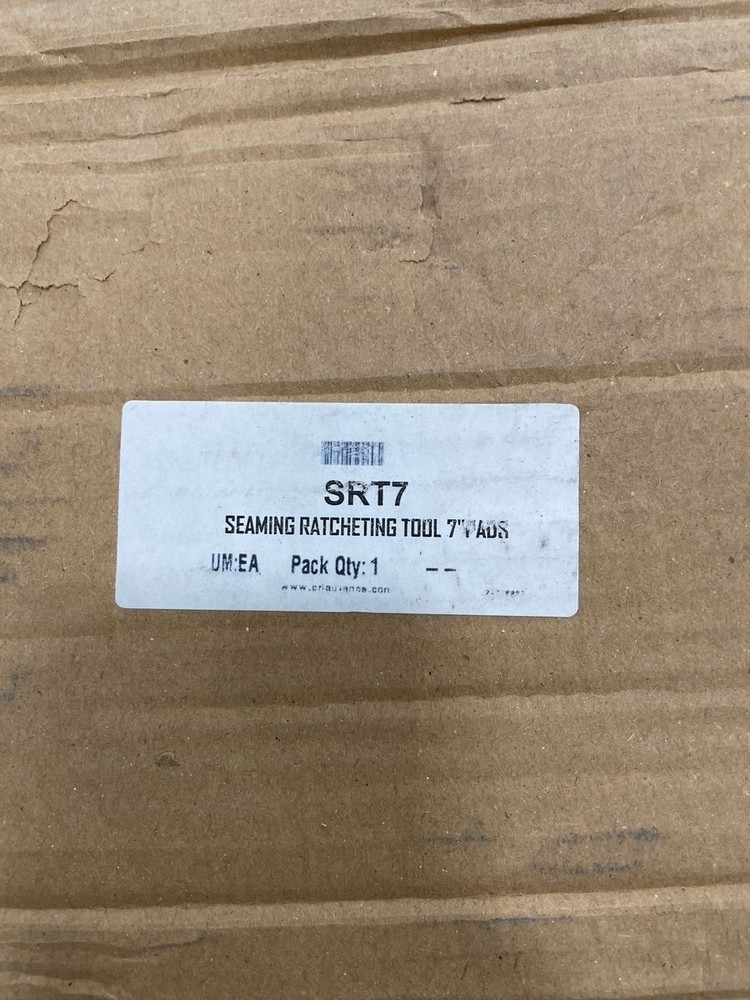 SRT7
SEAMING RATCHETING TOOL 7" PADS
UM:EA Pack Qty: 1 – –